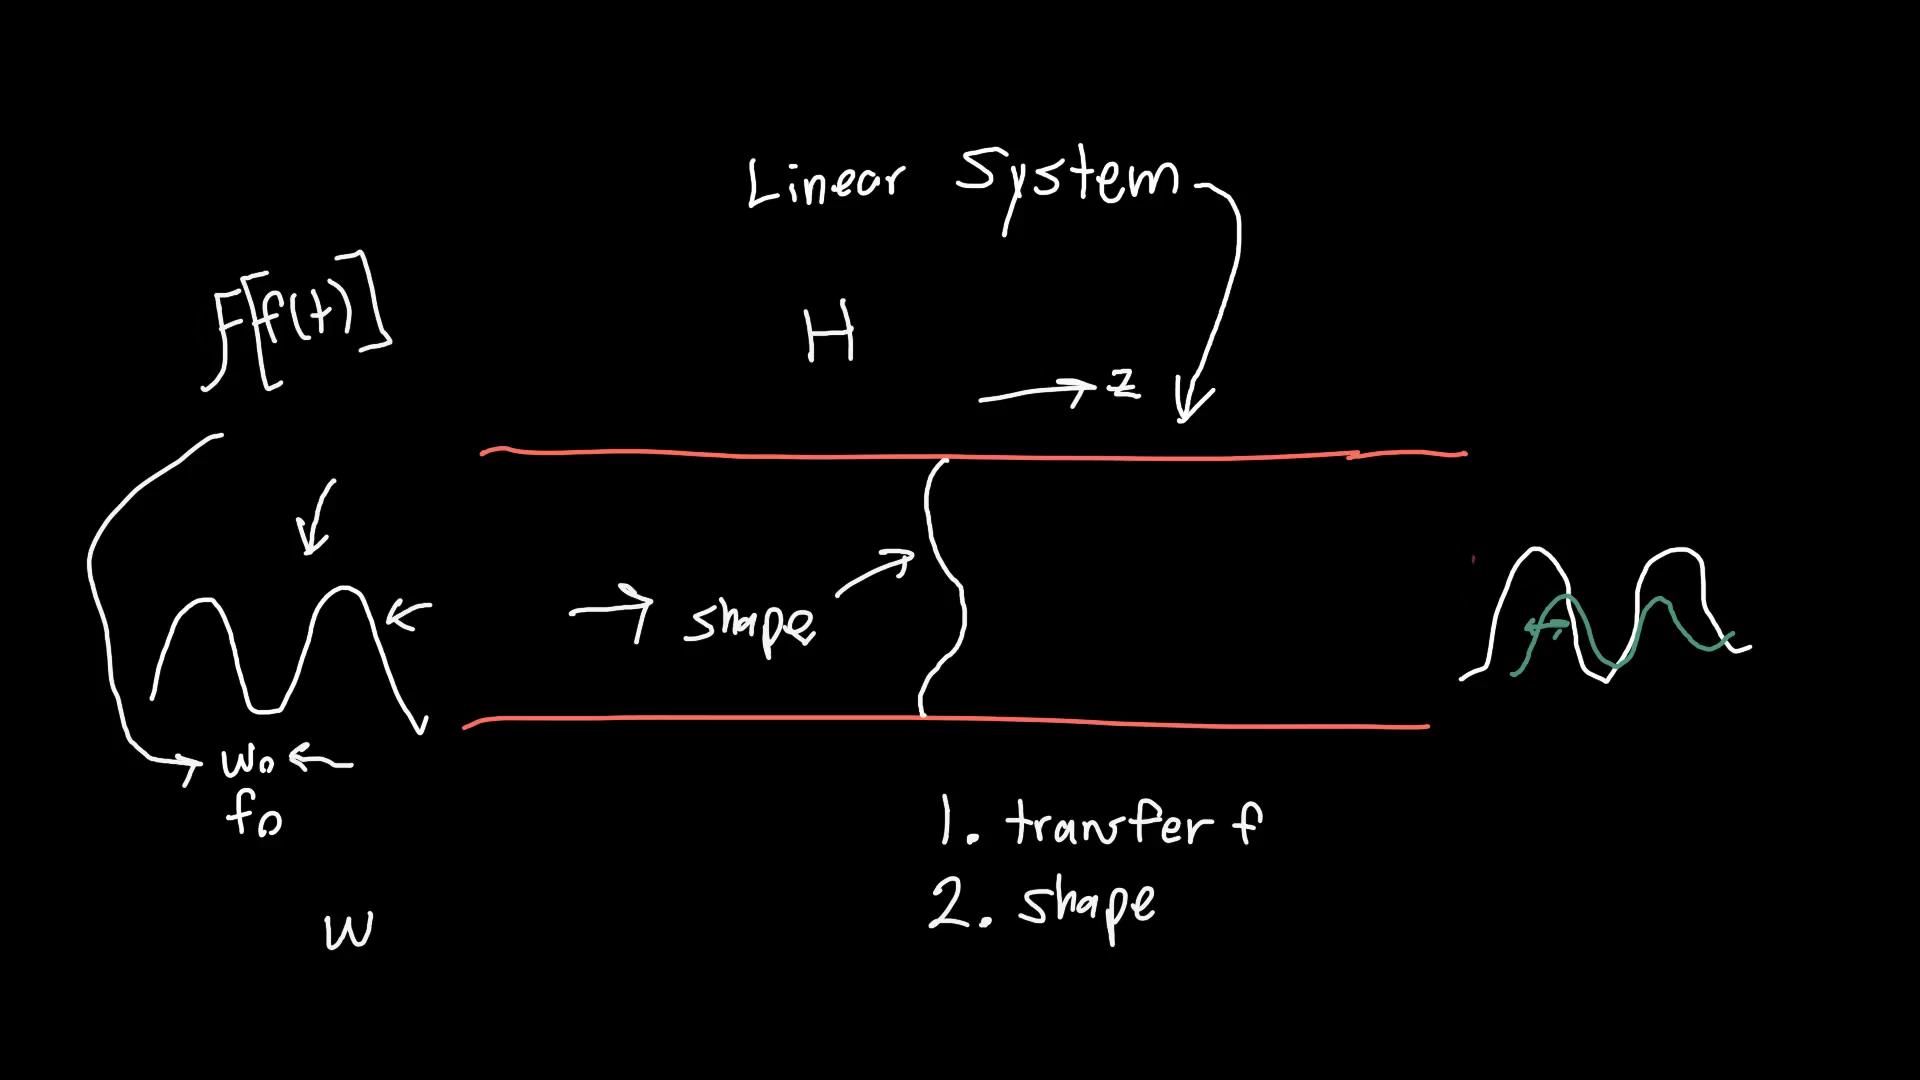 Linear System
F[f(t)]
H
z
shape
w₀
f₀
1. transfer f
2. shape
w